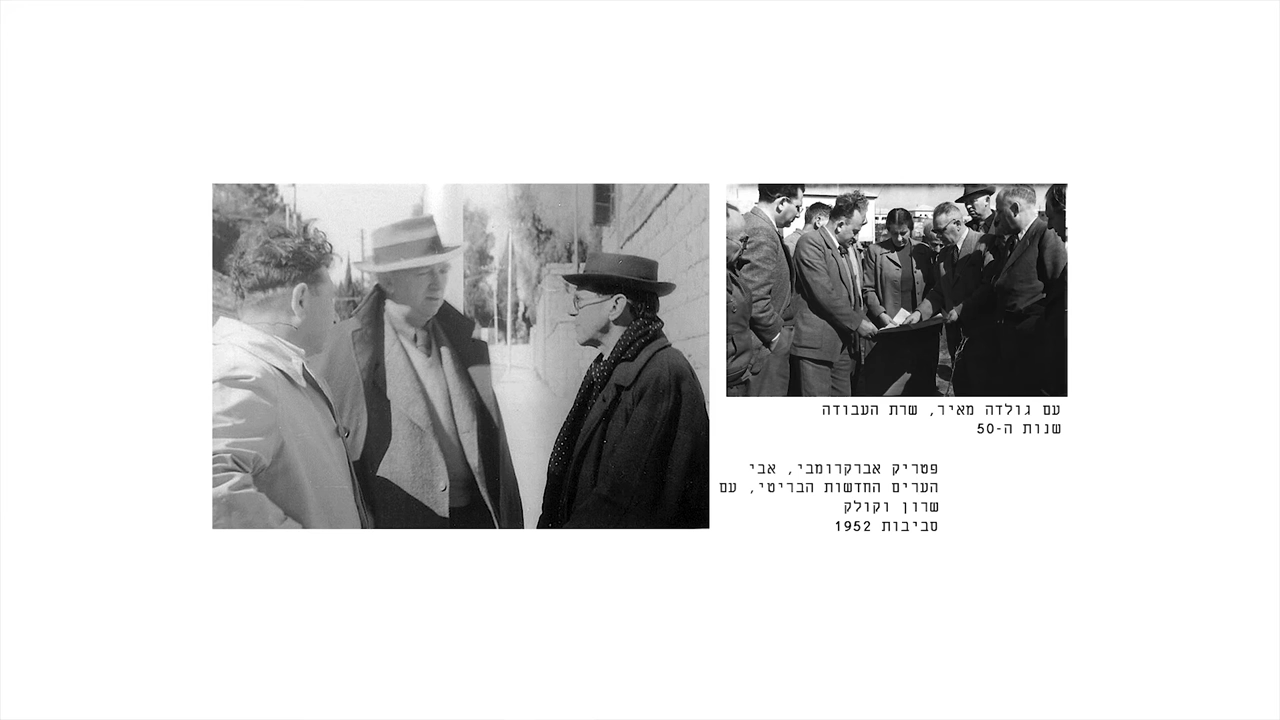 עם גולדה מאיר, שרת העבודה
שנות ה-50
פטריק אברקרומבי, אבי
הערים החדשות הבריטי, עם
שרון וקולק
סביבות 1952